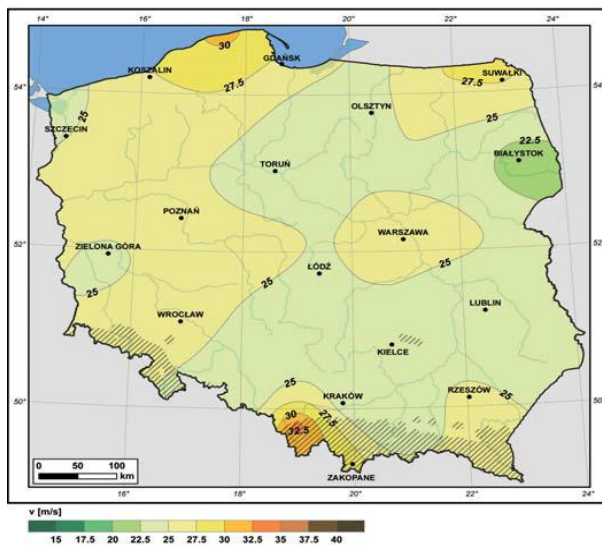 14° 16° 18° 20° 22° 24°
30
GDAŃSK
KOSZALIN
SUWAŁKI
27.5
27.5
54°
54°
OLSZTYN
25
25
SZCZECIN
22.5
BIAŁYSTOK
TORUŃ
POZNAŃ
WARSZAWA
52°
52°
ZIELONA GÓRA
25
ŁÓDŹ
25
25
LUBLIN
WROCŁAW
KIELCE
25
RZESZÓW
25
50°
50°
KRAKÓW
30
27.5
32.5
ZAKOPANE
0 50 100
km
16° 18° 20° 22° 24°
v [m/s]
15 17.5 20 22.5 25 27.5 30 32.5 35 37.5 40